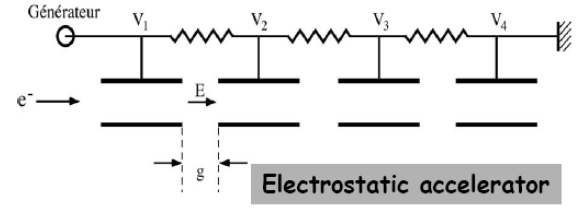 Générateur
V1 V2 V3 V4
e- E
g
Electrostatic accelerator